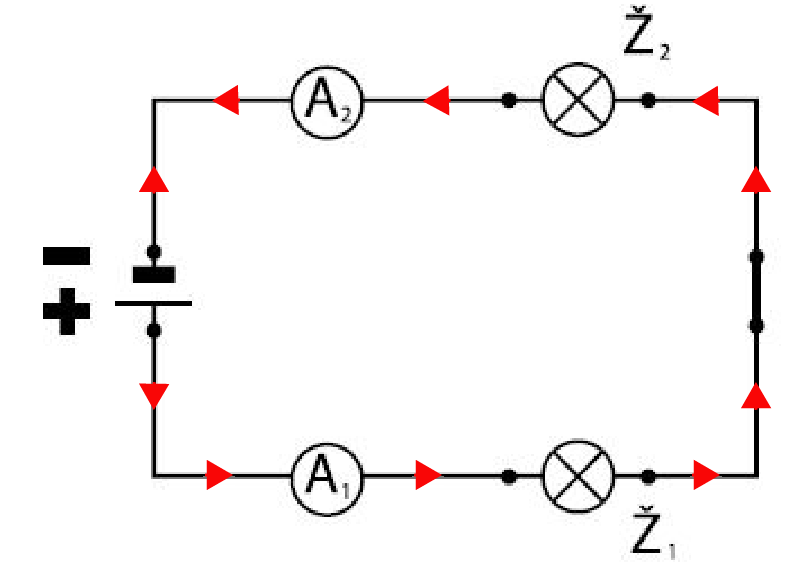 Ž₂
A₂
− 
+
A₁
Ž₁